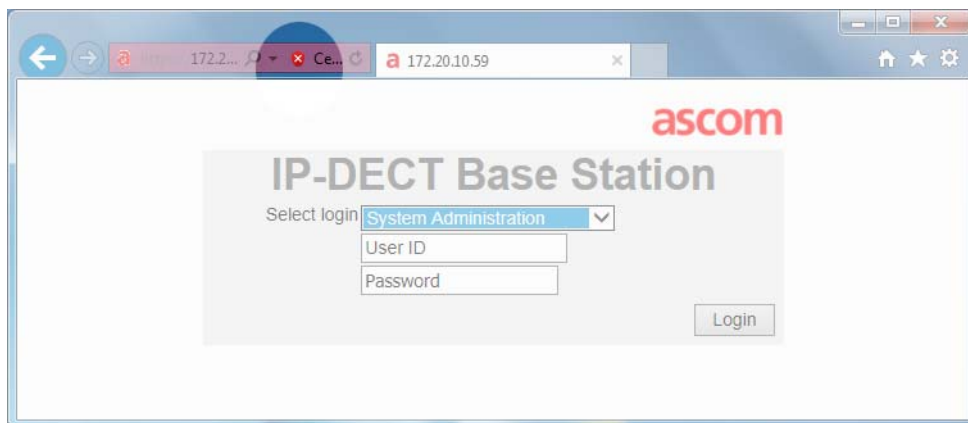 172.2... Ce... a 172.20.10.59
ascom
IP-DECT Base Station
Select login System Administration
User ID
Password
Login